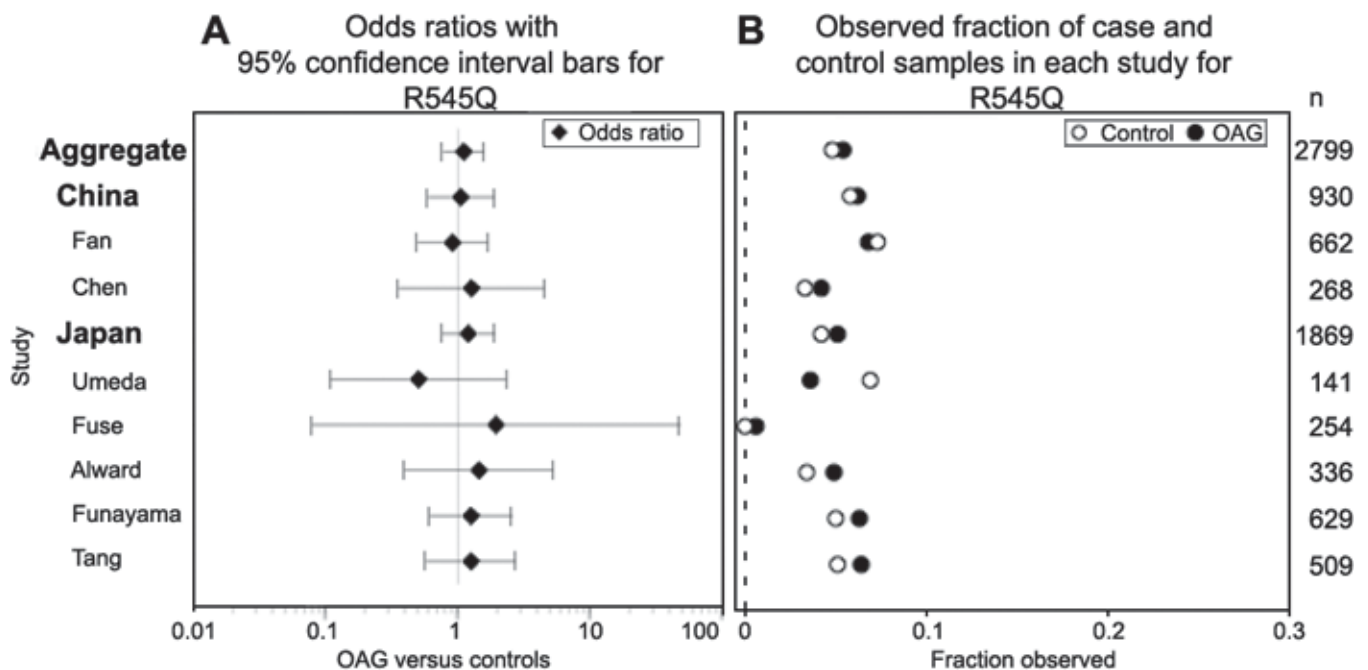 A Odds ratios with
95% confidence interval bars for
R545Q
B Observed fraction of case and
control samples in each study for
R545Q
n
Odds ratio
Control OAG
Study
Aggregate 2799
China 930
Fan 662
Chen 268
Japan 1869
Umeda 141
Fuse 254
Alward 336
Funayama 629
Tang 509
0.01 0.1 1 10 100
OAG versus controls
0 0.1 0.2 0.3
Fraction observed